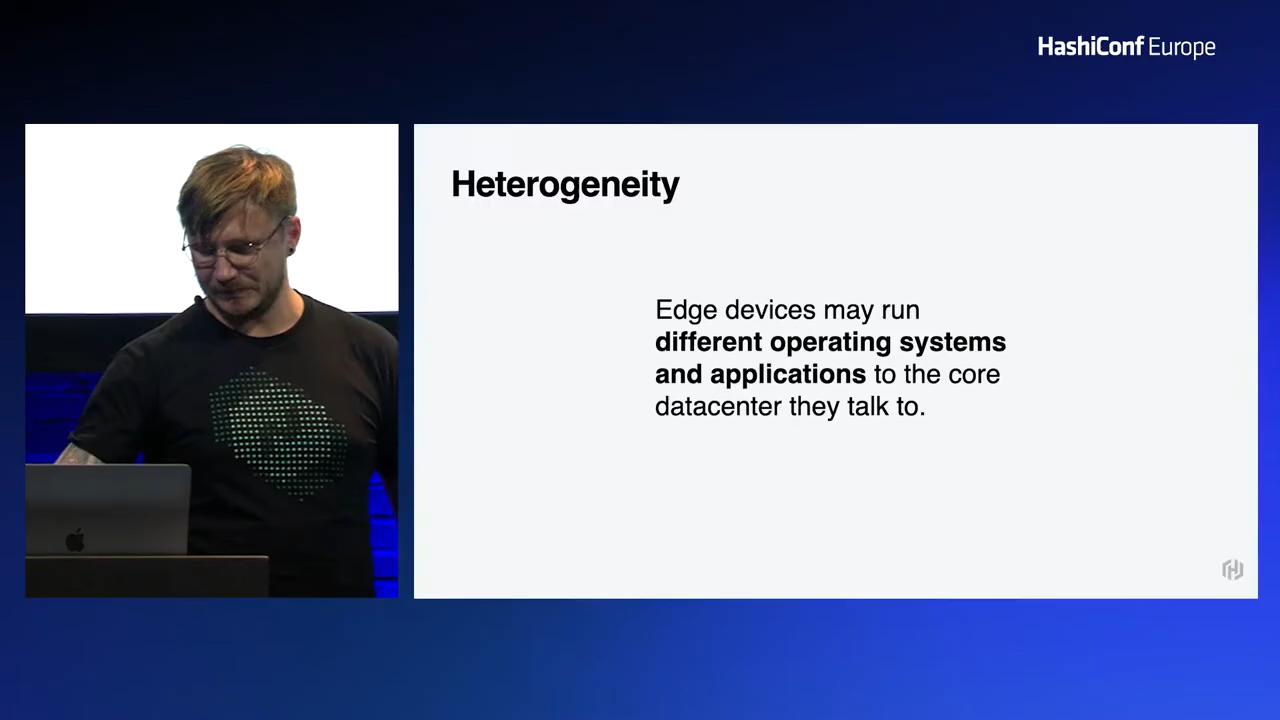 HashiConf Europe
Heterogeneity
Edge devices may run
different operating systems
and applications to the core
datacenter they talk to.